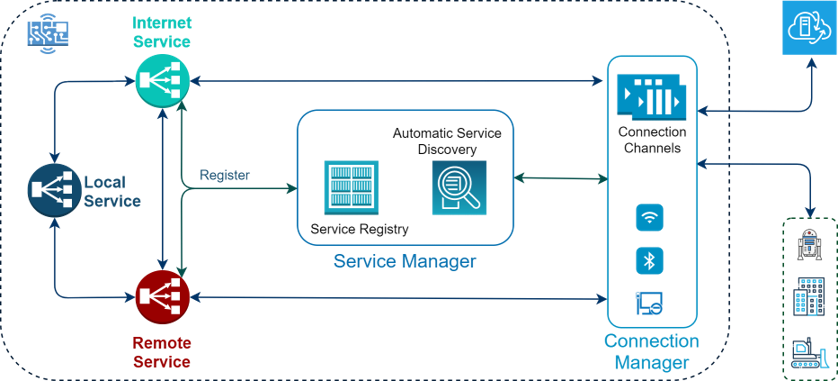 Internet
Service
Local
Service
Register
Remote
Service
Automatic Service
Discovery
Service Registry
Service Manager
Connection
Channels
Connection
Manager